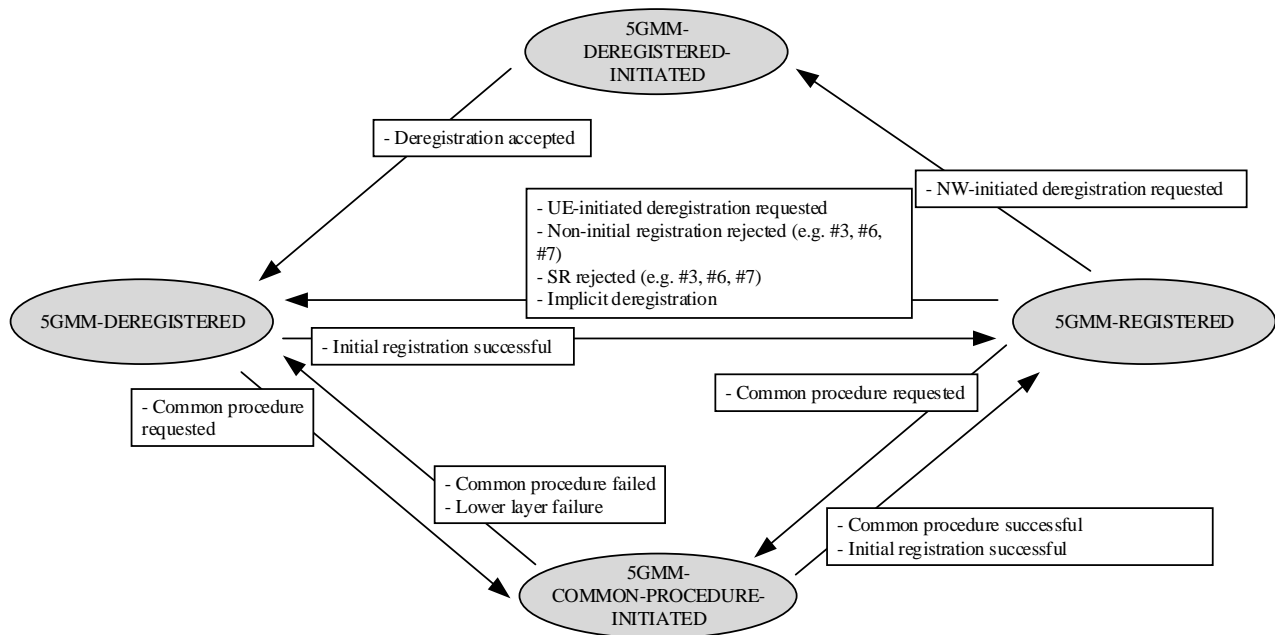 5GMM-
DEREGISTERED-
INITIATED
- Deregistration accepted
- NW-initiated deregistration requested
- UE-initiated deregistration requested
- Non-initial registration rejected (e.g. #3, #6,
#7)
- SR rejected (e.g. #3, #6, #7)
- Implicit deregistration
5GMM-DEREGISTERED
5GMM-REGISTERED
- Initial registration successful
- Common procedure
requested
- Common procedure requested
- Common procedure failed
- Lower layer failure
- Common procedure successful
- Initial registration successful
5GMM-
COMMON-PROCEDURE-
INITIATED